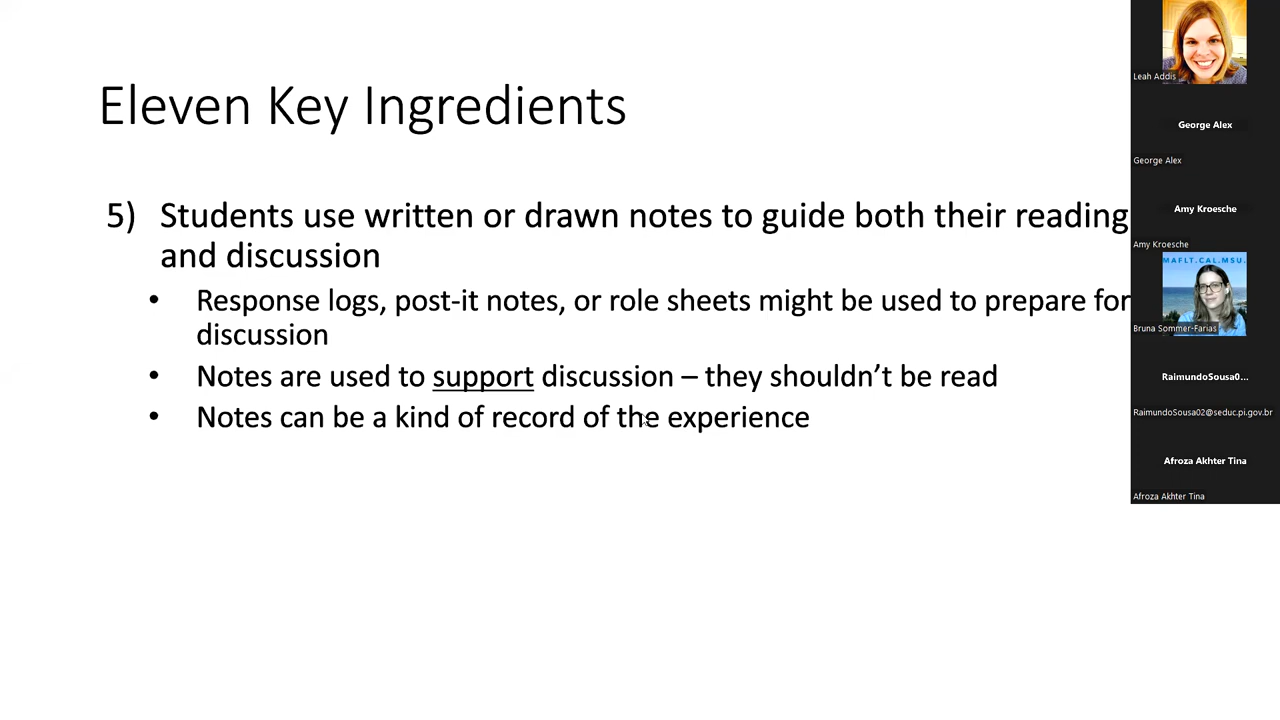 Eleven Key Ingredients
5) Students use written or drawn notes to guide both their reading
and discussion
• Response logs, post-it notes, or role sheets might be used to prepare for
discussion
• Notes are used to support discussion – they shouldn't be read
• Notes can be a kind of record of the experience
Leah Addis
George Alex
George Alex
Amy Kroesche
Amy Kroesche
MAFLT.CAL.MSU.
Bruna Sommer-Farias
RaimundoSousa0...
RaimundoSousa02@seduc.pi.gov.br
Afroza Akhter Tina
Afroza Akhter Tina